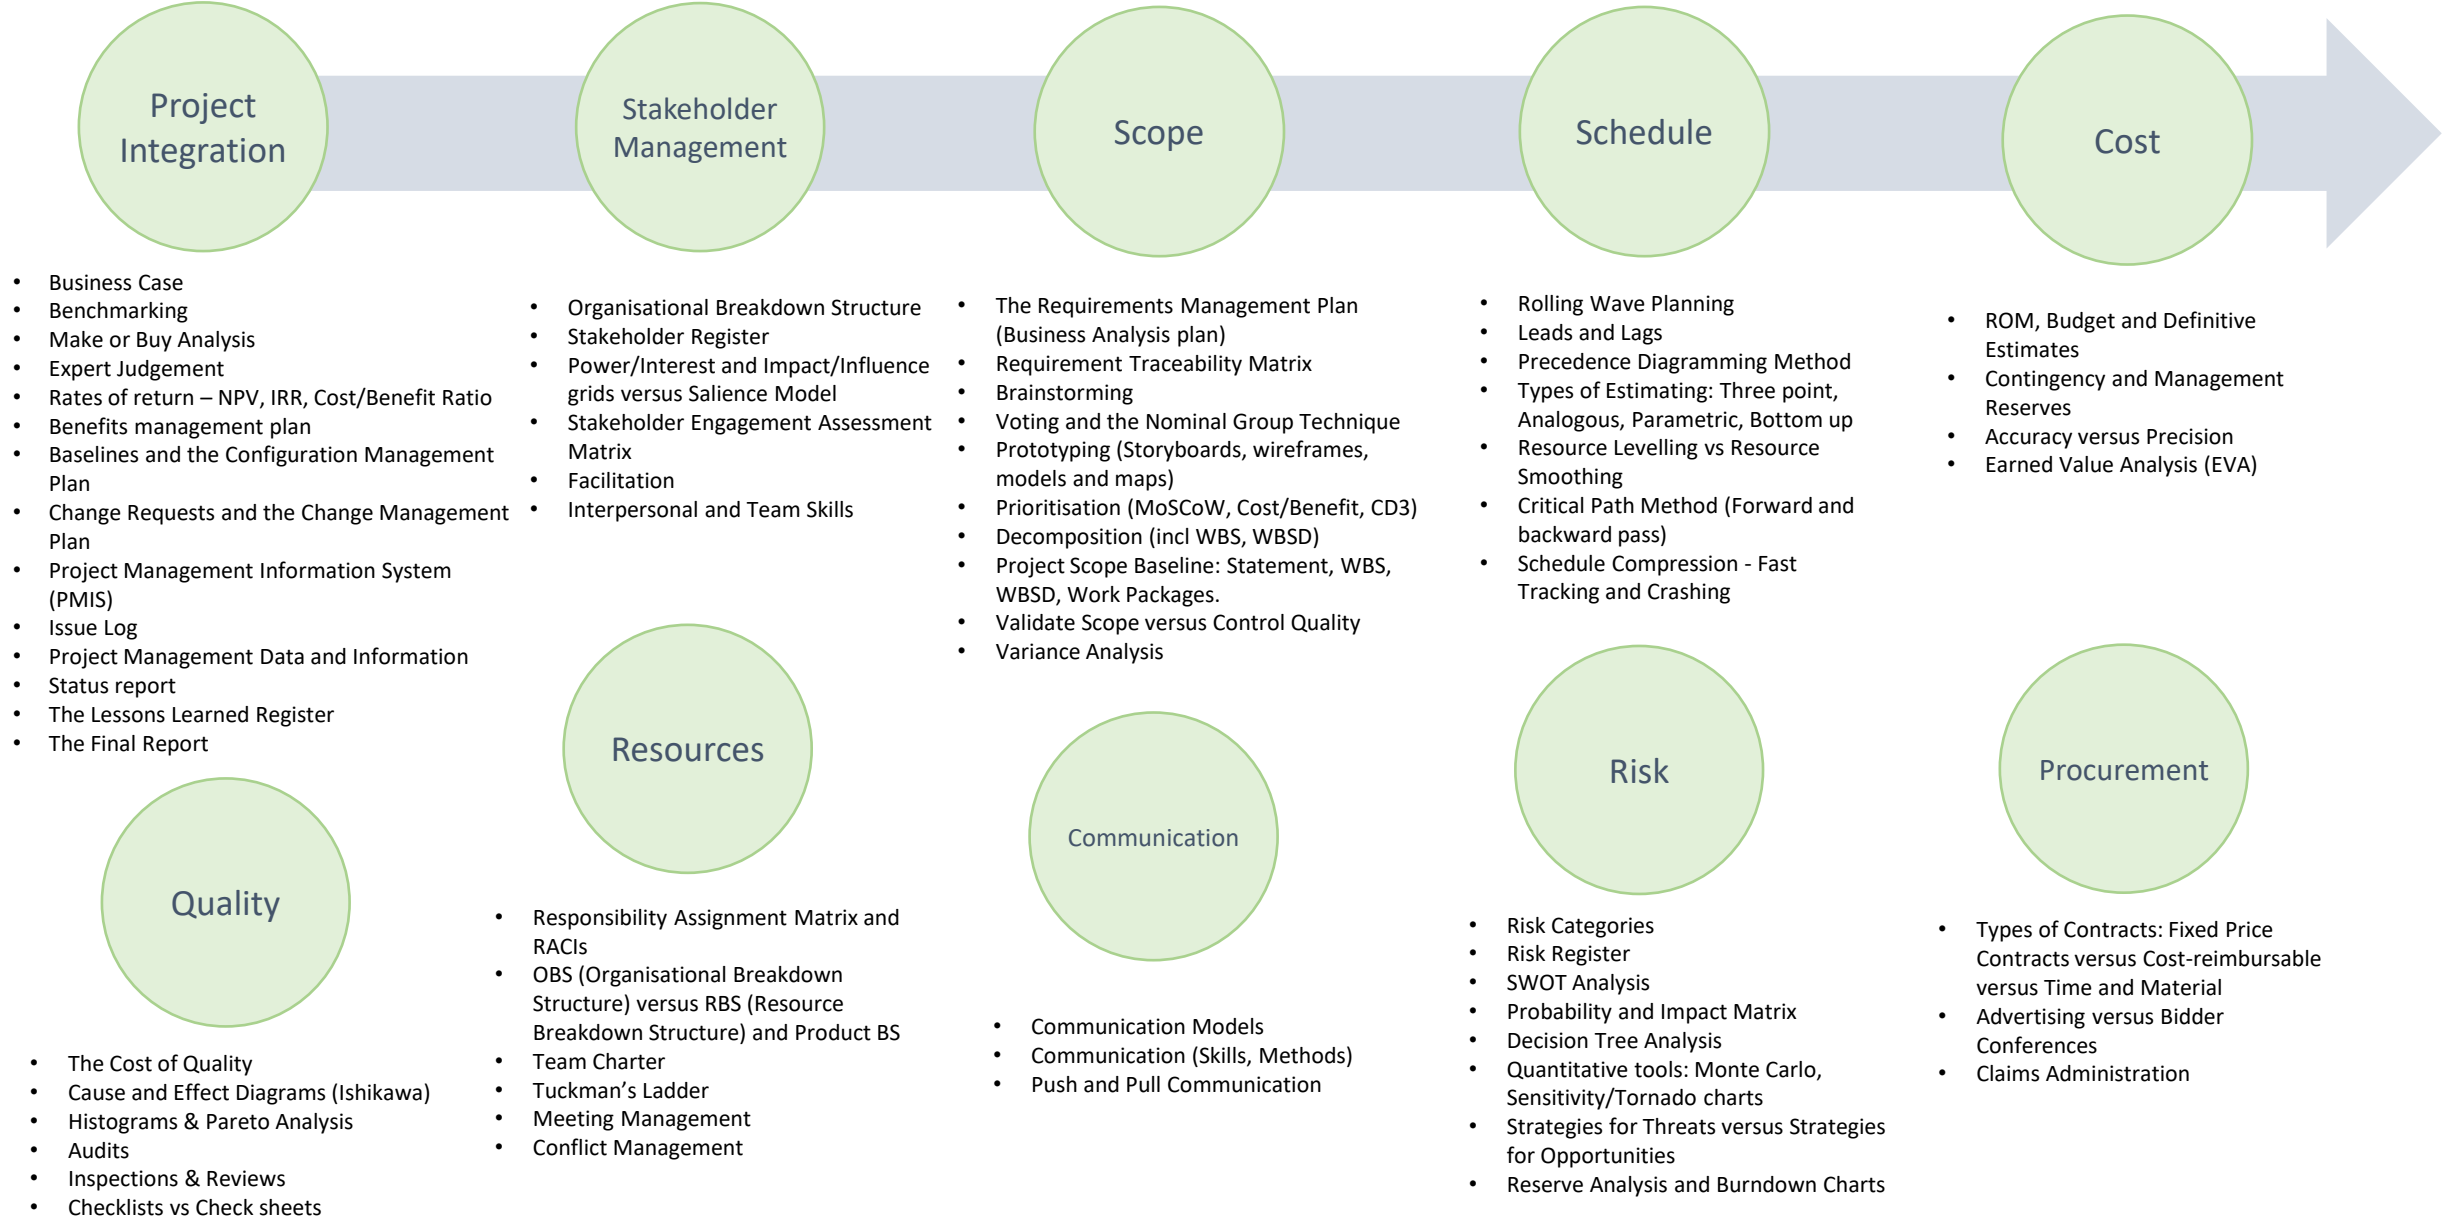 Project
Integration
• Business Case
• Benchmarking
• Make or Buy Analysis
• Expert Judgement
• Rates of return – NPV, IRR, Cost/Benefit Ratio
• Benefits management plan
• Baselines and the Configuration Management
Plan
• Change Requests and the Change Management
Plan
• Project Management Information System
(PMIS)
• Issue Log
• Project Management Data and Information
• Status report
• The Lessons Learned Register
• The Final Report
Stakeholder
Management
• Organisational Breakdown Structure
• Stakeholder Register
• Power/Interest and Impact/Influence
grids versus Salience Model
• Stakeholder Engagement Assessment
Matrix
• Facilitation
• Interpersonal and Team Skills
Scope
• The Requirements Management Plan
(Business Analysis plan)
• Requirement Traceability Matrix
• Brainstorming
• Voting and the Nominal Group Technique
• Prototyping (Storyboards, wireframes,
models and maps)
• Prioritisation (MoSCoW, Cost/Benefit, CD3)
• Decomposition (incl WBS, WBSD)
• Project Scope Baseline: Statement, WBS,
WBSD, Work Packages.
• Validate Scope versus Control Quality
• Variance Analysis
Schedule
• Rolling Wave Planning
• Leads and Lags
• Precedence Diagramming Method
• Types of Estimating: Three point,
Analogous, Parametric, Bottom up
• Resource Levelling vs Resource
Smoothing
• Critical Path Method (Forward and
backward pass)
• Schedule Compression - Fast
Tracking and Crashing
Cost
• ROM, Budget and Definitive
Estimates
• Contingency and Management
Reserves
• Accuracy versus Precision
• Earned Value Analysis (EVA)
Quality
• The Cost of Quality
• Cause and Effect Diagrams (Ishikawa)
• Histograms & Pareto Analysis
• Audits
• Inspections & Reviews
• Checklists vs Check sheets
Resources
• Responsibility Assignment Matrix and
RACIs
• OBS (Organisational Breakdown
Structure) versus RBS (Resource
Breakdown Structure) and Product BS
• Team Charter
• Tuckman’s Ladder
• Meeting Management
• Conflict Management
Communication
• Communication Models
• Communication (Skills, Methods)
• Push and Pull Communication
Risk
• Risk Categories
• Risk Register
• SWOT Analysis
• Probability and Impact Matrix
• Decision Tree Analysis
• Quantitative tools: Monte Carlo,
Sensitivity/Tornado charts
• Strategies for Threats versus Strategies
for Opportunities
• Reserve Analysis and Burndown Charts
Procurement
• Types of Contracts: Fixed Price
Contracts versus Cost-reimbursable
versus Time and Material
• Advertising versus Bidder
Conferences
• Claims Administration